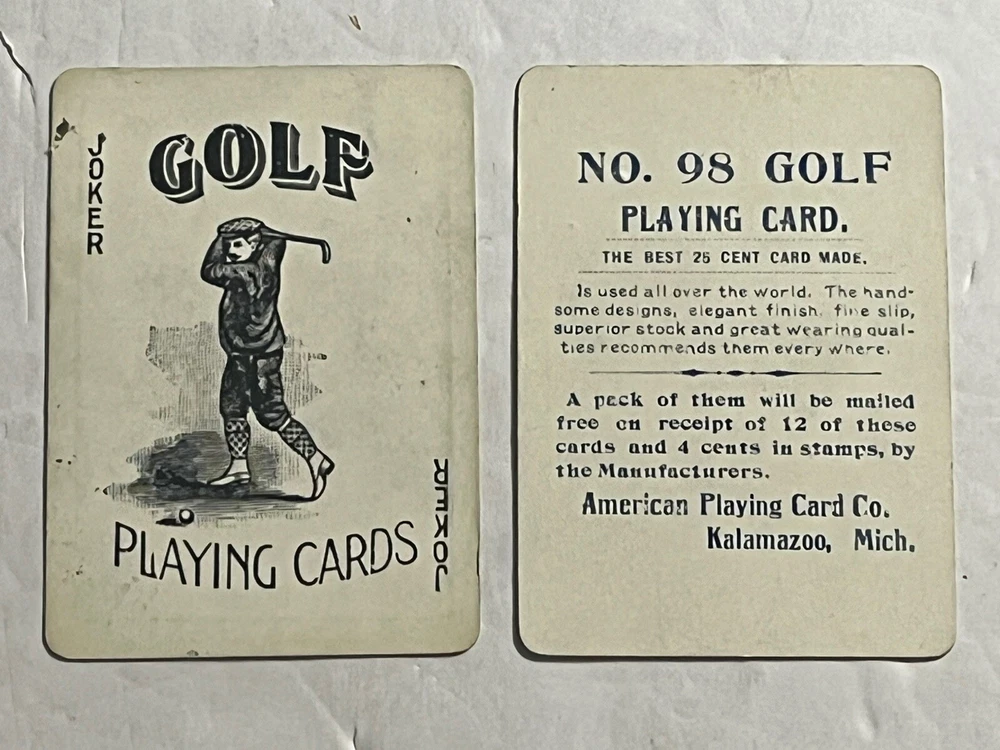 JOKER
GOLF
PLAYING CARDS
JOKER
NO. 98 GOLF
PLAYING CARD.
THE BEST 25 CENT CARD MADE.
Is used all over the world. The hand-
some designs, elegant finish, fine slip,
superior stock and great wearing qual-
ties recommends them every where.
A pack of them will be mailed
free on receipt of 12 of these
cards and 4 cents in stamps, by
the Manufacturers.
American Playing Card Co.
Kalamazoo, Mich.